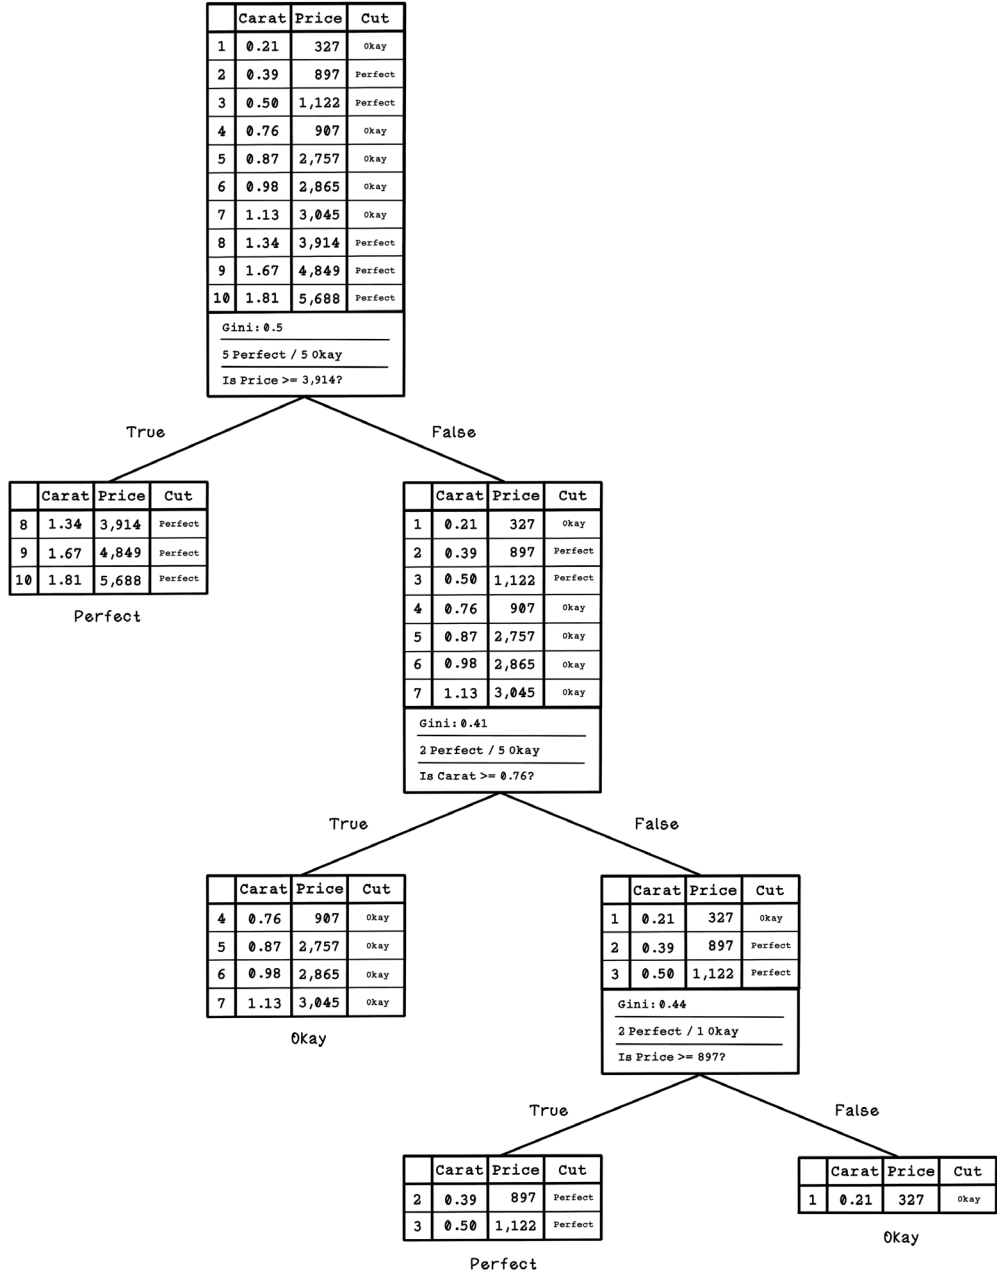 Carat Price Cut
1 0.21 327 Okay
2 0.39 897 Perfect
3 0.50 1,122 Perfect
4 0.76 907 Okay
5 0.87 2,757 Okay
6 0.98 2,865 Okay
7 1.13 3,045 Okay
8 1.34 3,914 Perfect
9 1.67 4,849 Perfect
10 1.81 5,688 Perfect
Gini: 0.5
5 Perfect / 5 Okay
Is Price >= 3,914?
True
False
Carat Price Cut
8 1.34 3,914 Perfect
9 1.67 4,849 Perfect
10 1.81 5,688 Perfect
Perfect
Carat Price Cut
1 0.21 327 Okay
2 0.39 897 Perfect
3 0.50 1,122 Perfect
4 0.76 907 Okay
5 0.87 2,757 Okay
6 0.98 2,865 Okay
7 1.13 3,045 Okay
Gini: 0.41
2 Perfect / 5 Okay
Is Carat >= 0.76?
True
False
Carat Price Cut
4 0.76 907 Okay
5 0.87 2,757 Okay
6 0.98 2,865 Okay
7 1.13 3,045 Okay
Okay
Carat Price Cut
1 0.21 327 Okay
2 0.39 897 Perfect
3 0.50 1,122 Perfect
Gini: 0.44
2 Perfect / 1 Okay
Is Price >= 897?
True
False
Carat Price Cut
2 0.39 897 Perfect
3 0.50 1,122 Perfect
Perfect
Carat Price Cut
1 0.21 327 Okay
Okay